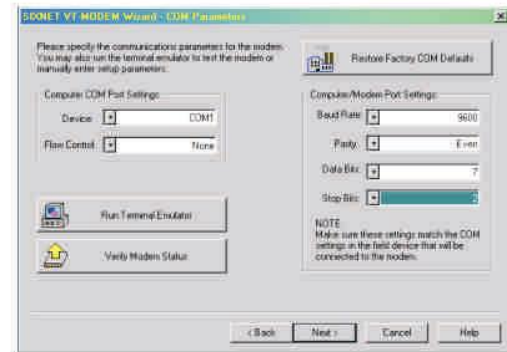 SIXNET VT-MODEM Wizard - COM Parameters
Please specify the communications parameters for the modem.
You may also run the terminal emulator to test the modem or
manually enter setup parameters.
Restore Factory COM Defaults
Computer COM Port Settings:
Device: COM1
Flow Control: None
Computer/Modem Port Settings:
Baud Rate: 9600
Parity: Even
Data Bits: 7
Stop Bits: 2
NOTE:
Make sure these settings match the COM
settings in the field device that will be
connected to the modem.
Run Terminal Emulator
Verify Modem Status
< Back
Next >
Cancel
Help